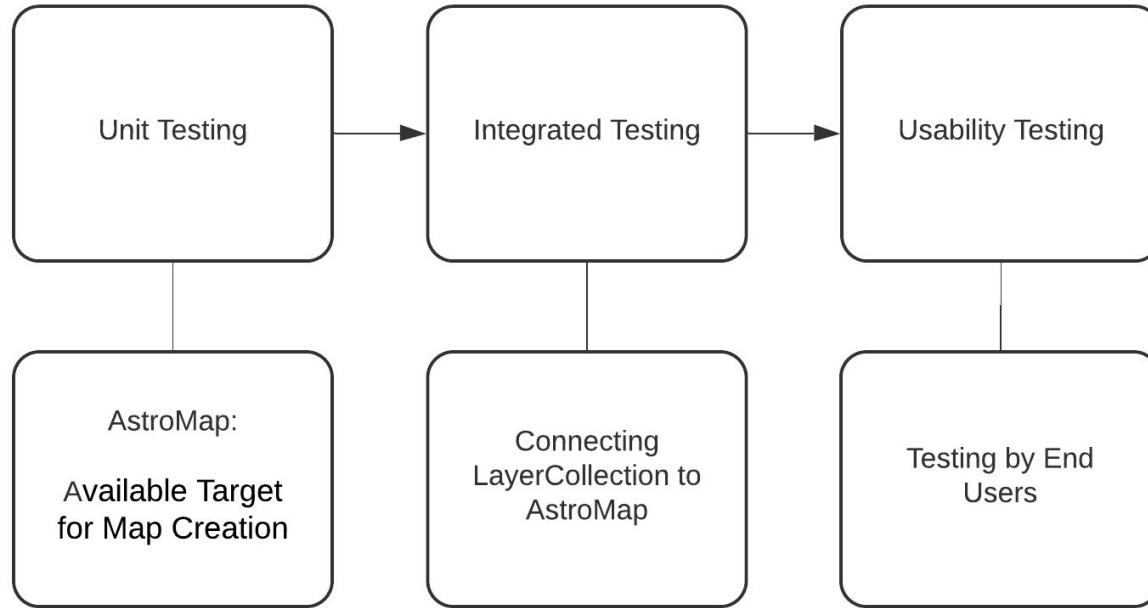 Unit Testing
Integrated Testing
Usability Testing
AstroMap:
Available Target
for Map Creation
Connecting
LayerCollection to
AstroMap
Testing by End
Users